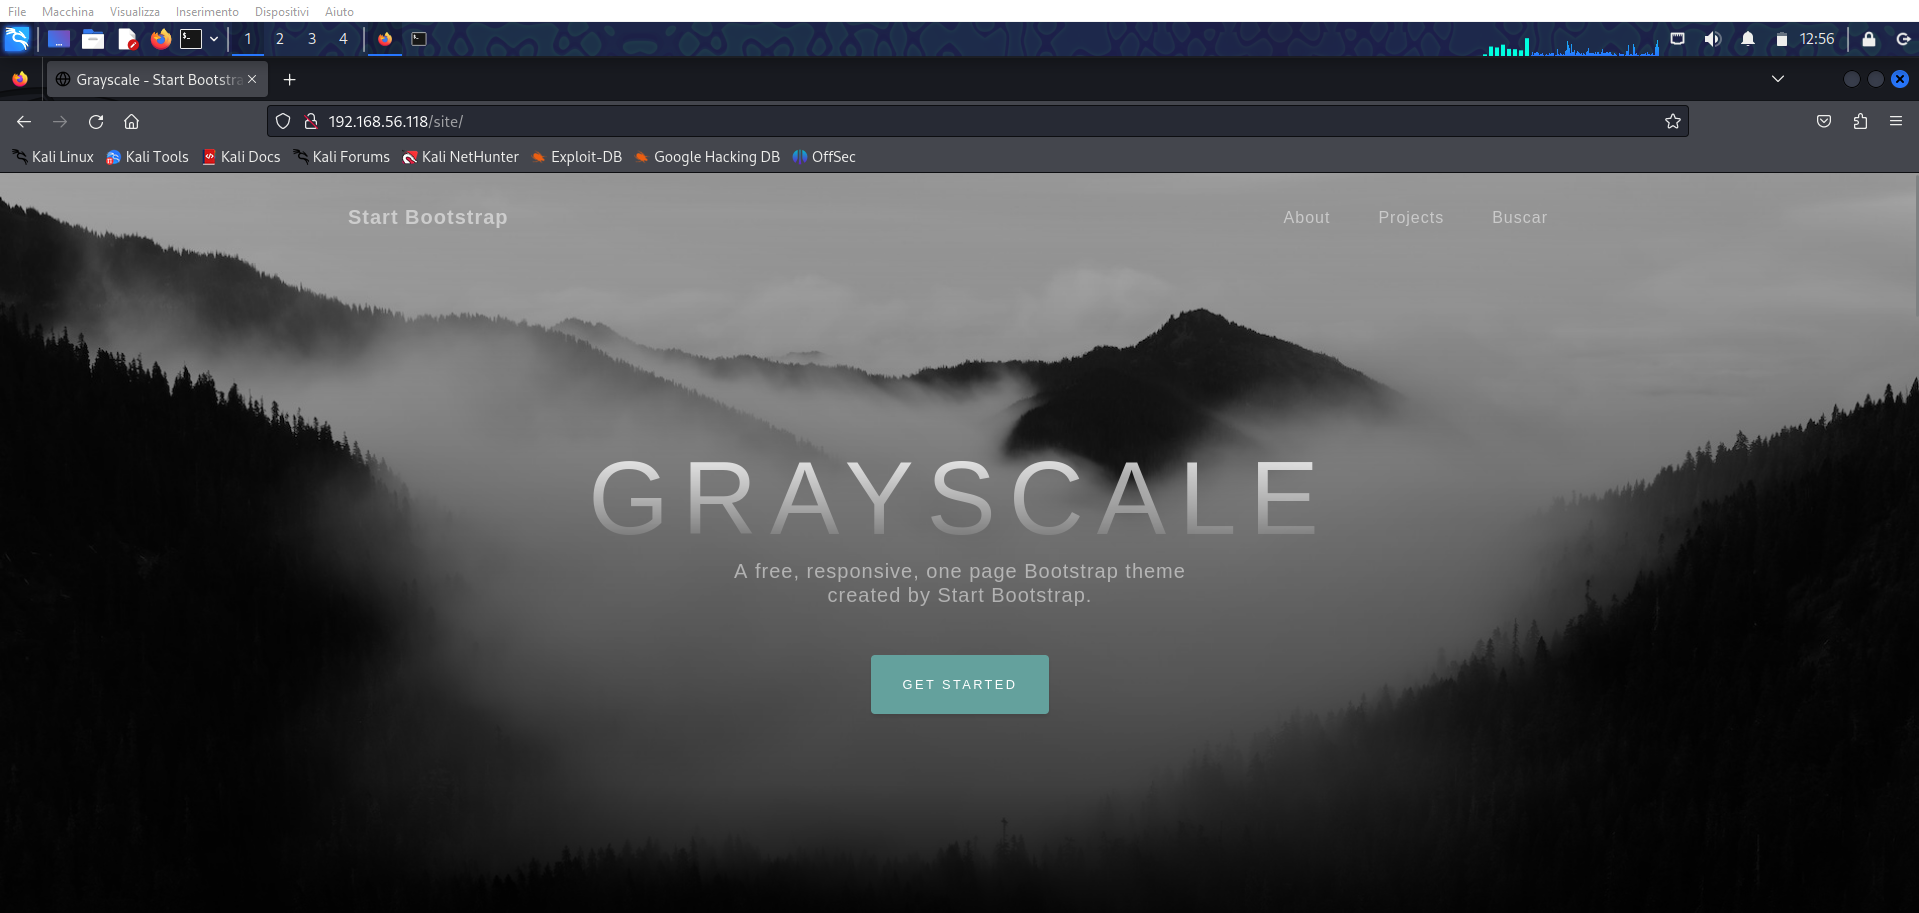 File Macchina Visualizza Inserimento Dispositivi Aiuto
1 2 3 4 12:56
Grayscale - Start Bootstra
192.168.56.118/site/
Kali Linux Kali Tools Kali Docs Kali Forums Kali NetHunter Exploit-DB Google Hacking DB OffSec
Start Bootstrap About Projects Buscar
GRAYSCALE
A free, responsive, one page Bootstrap theme
created by Start Bootstrap.
GET STARTED